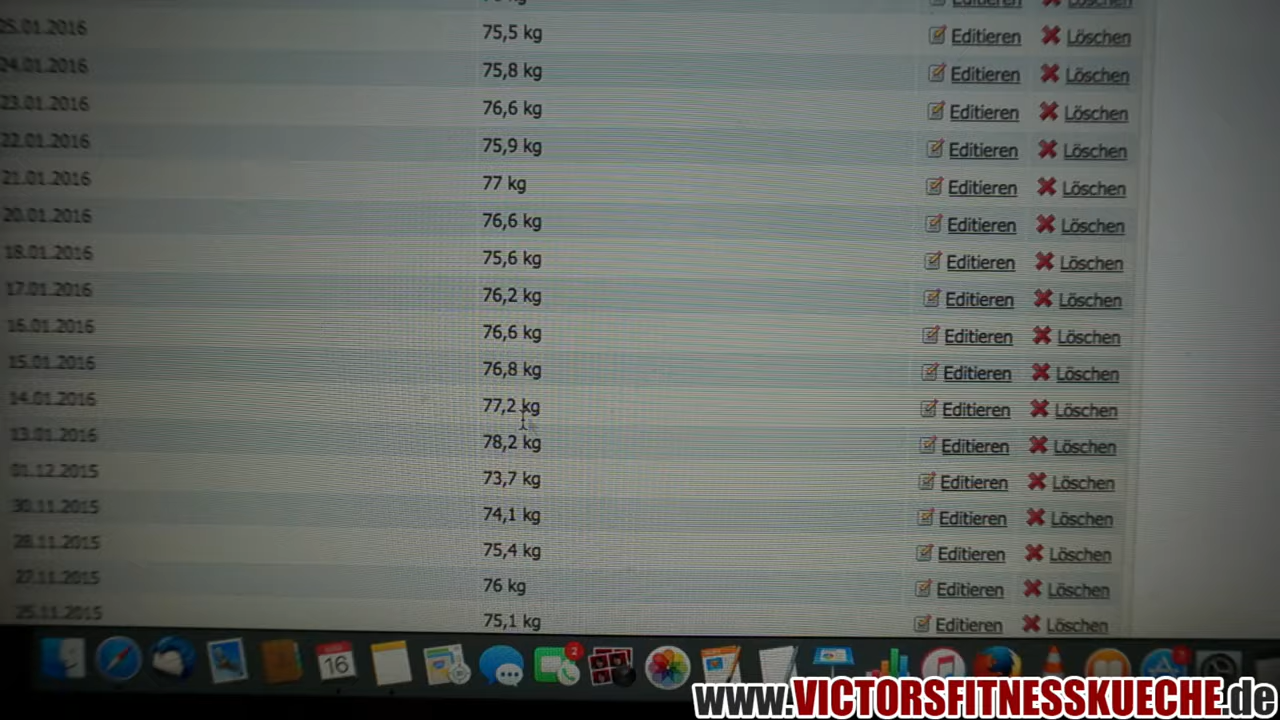 25.01.2016 75,5 kg Editieren Löschen
24.01.2016 75,8 kg Editieren Löschen
23.01.2016 76,6 kg Editieren Löschen
22.01.2016 75,9 kg Editieren Löschen
21.01.2016 77 kg Editieren Löschen
20.01.2016 76,6 kg Editieren Löschen
18.01.2016 75,6 kg Editieren Löschen
17.01.2016 76,2 kg Editieren Löschen
16.01.2016 76,6 kg Editieren Löschen
15.01.2016 76,8 kg Editieren Löschen
14.01.2016 77,2 kg Editieren Löschen
13.01.2016 78,2 kg Editieren Löschen
01.12.2015 73,7 kg Editieren Löschen
30.11.2015 74,1 kg Editieren Löschen
28.11.2015 75,4 kg Editieren Löschen
27.11.2015 76 kg Editieren Löschen
25.11.2015 75,1 kg Editieren Löschen
16 2
www.VICTORSFITNESSKUECHE.de